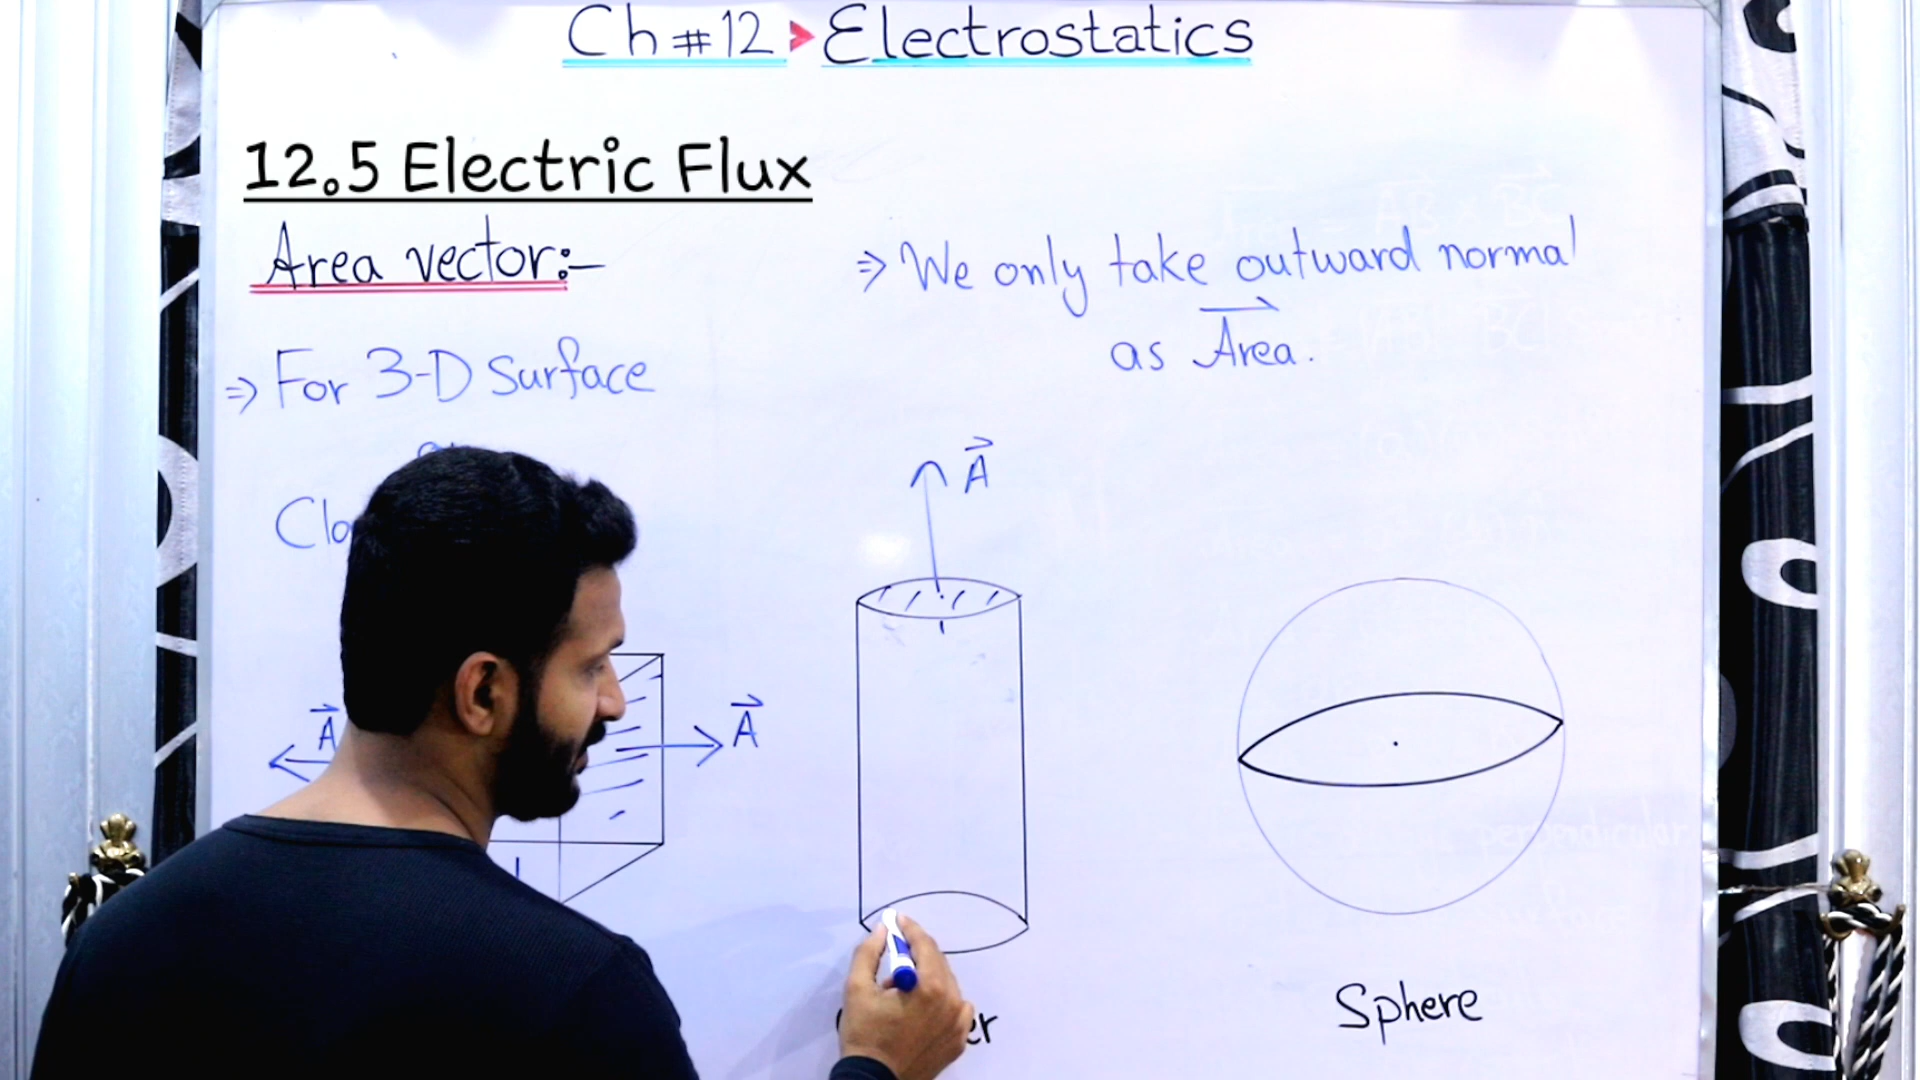 Ch # 12 > Electrostatics
12.5 Electric Flux
Area vector:-
⇒ For 3-D Surface
⇒ We only take outward normal
as Area.
A
A
A
Sphere